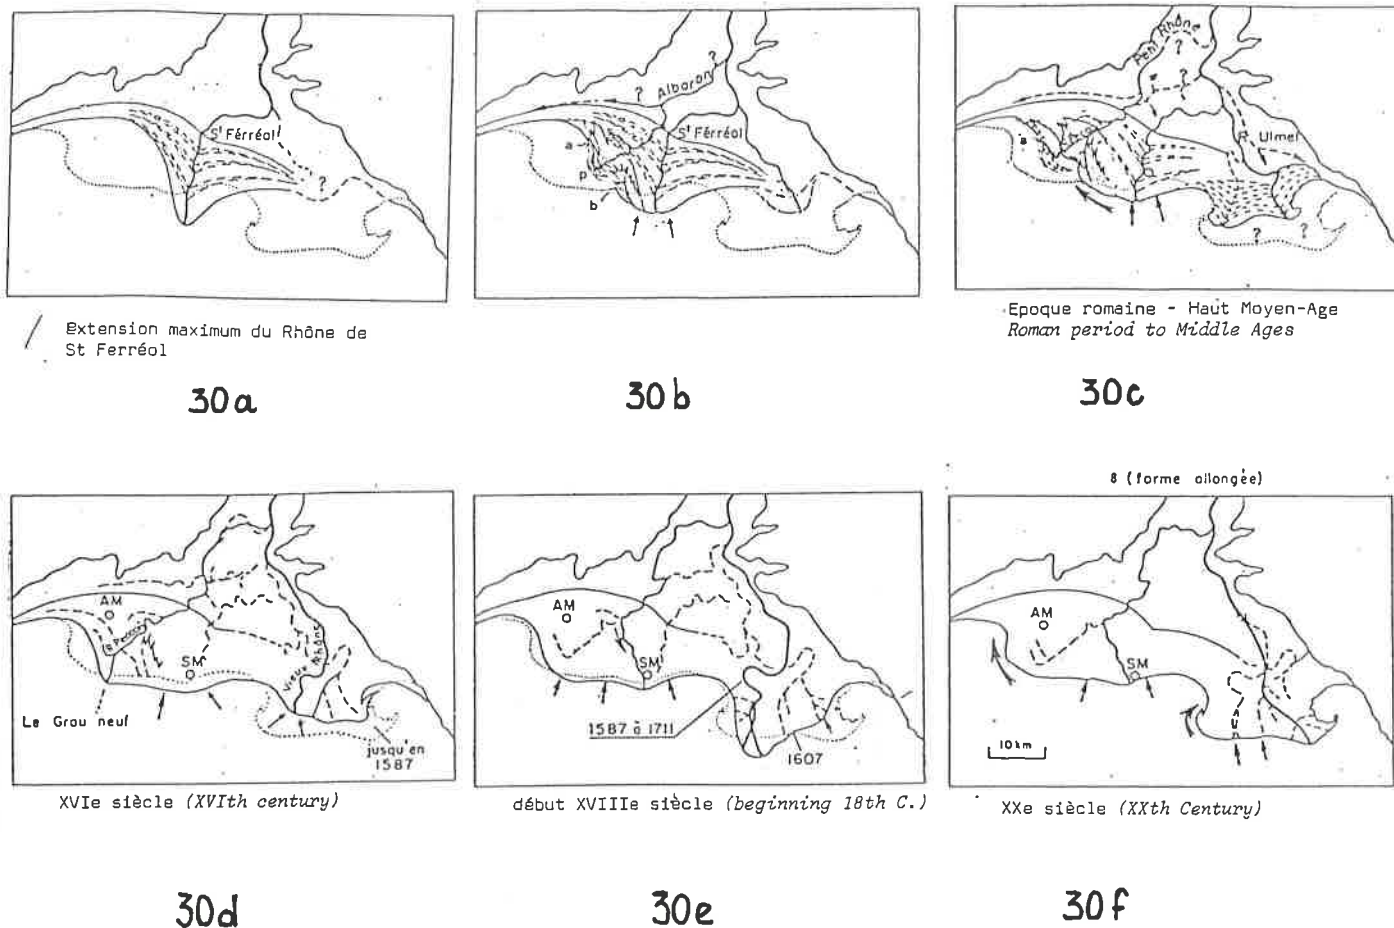 St Férréol
?
/ extension maximum du Rhône de
St Ferréol
30a
?
?
Alboron
St Férréol
a
p
b
30b
Petit Rhône
?
?
?
R. Ulmet
a
?
?
Epoque romaine - Haut Moyen-Age
Roman period to Middle Ages
30c
AM
SM
Vieux Rhône
Le Grau neuf
jusqu'en
1587
XVIe siècle (XVIth century)
30d
AM
SM
1587 à 1711
1607
début XVIIIe siècle (beginning 18th C.)
30e
8 (forme allongée)
AM
SM
10km
XXe siècle (XXth Century)
30f